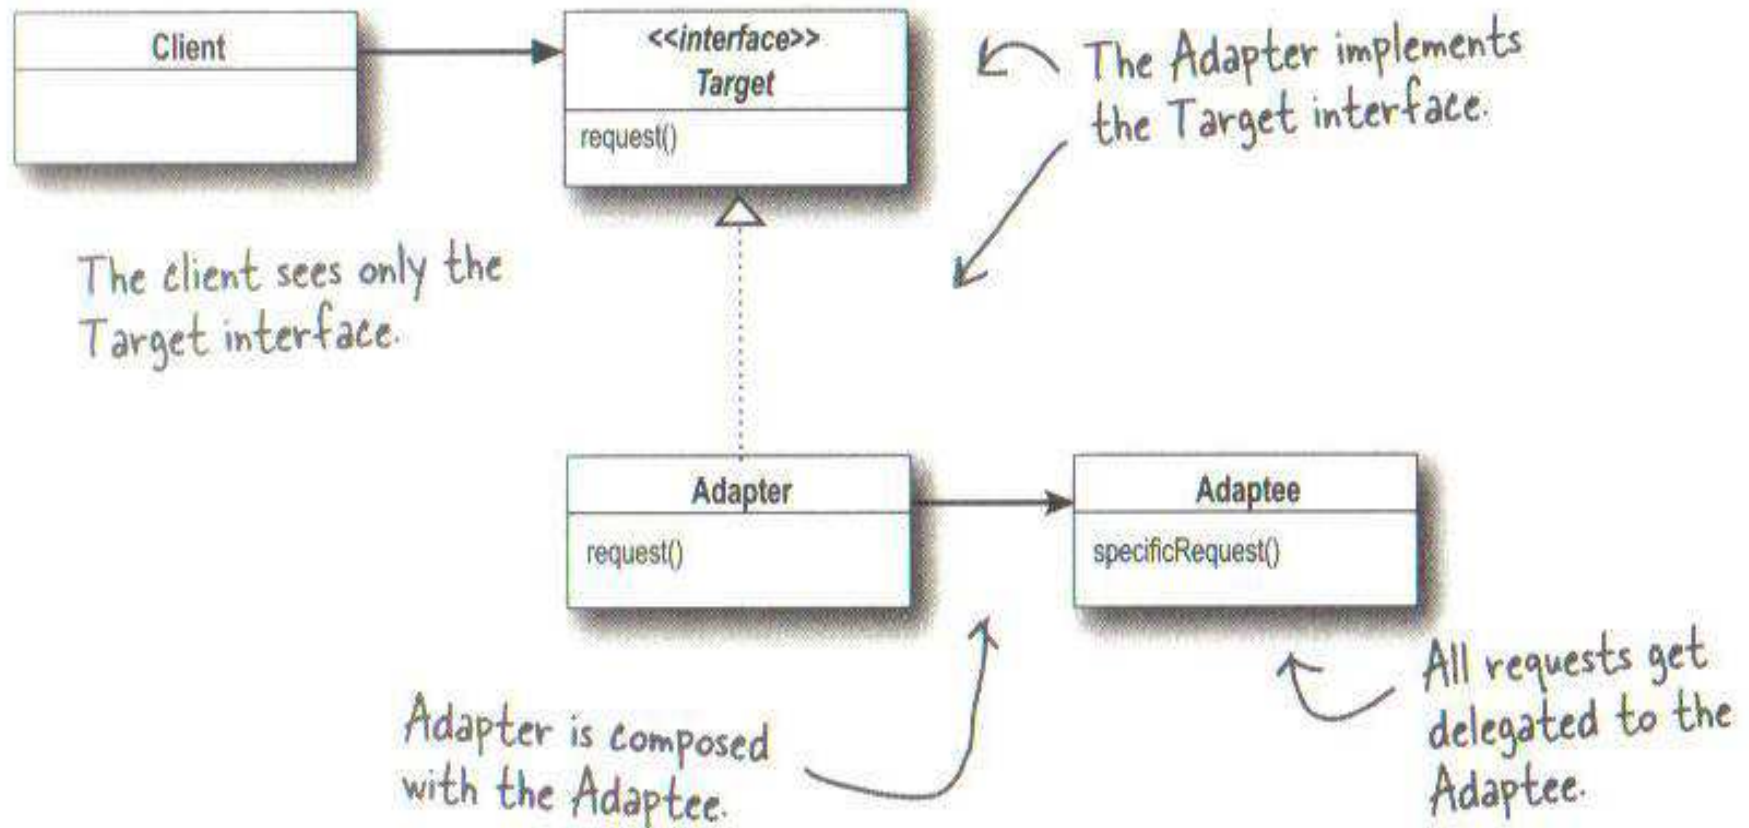 Client
<<interface>>
Target
request()
The Adapter implements
the Target interface.
The client sees only the
Target interface.
Adapter
request()
Adaptee
specificRequest()
Adapter is composed
with the Adaptee.
All requests get
delegated to the
Adaptee.